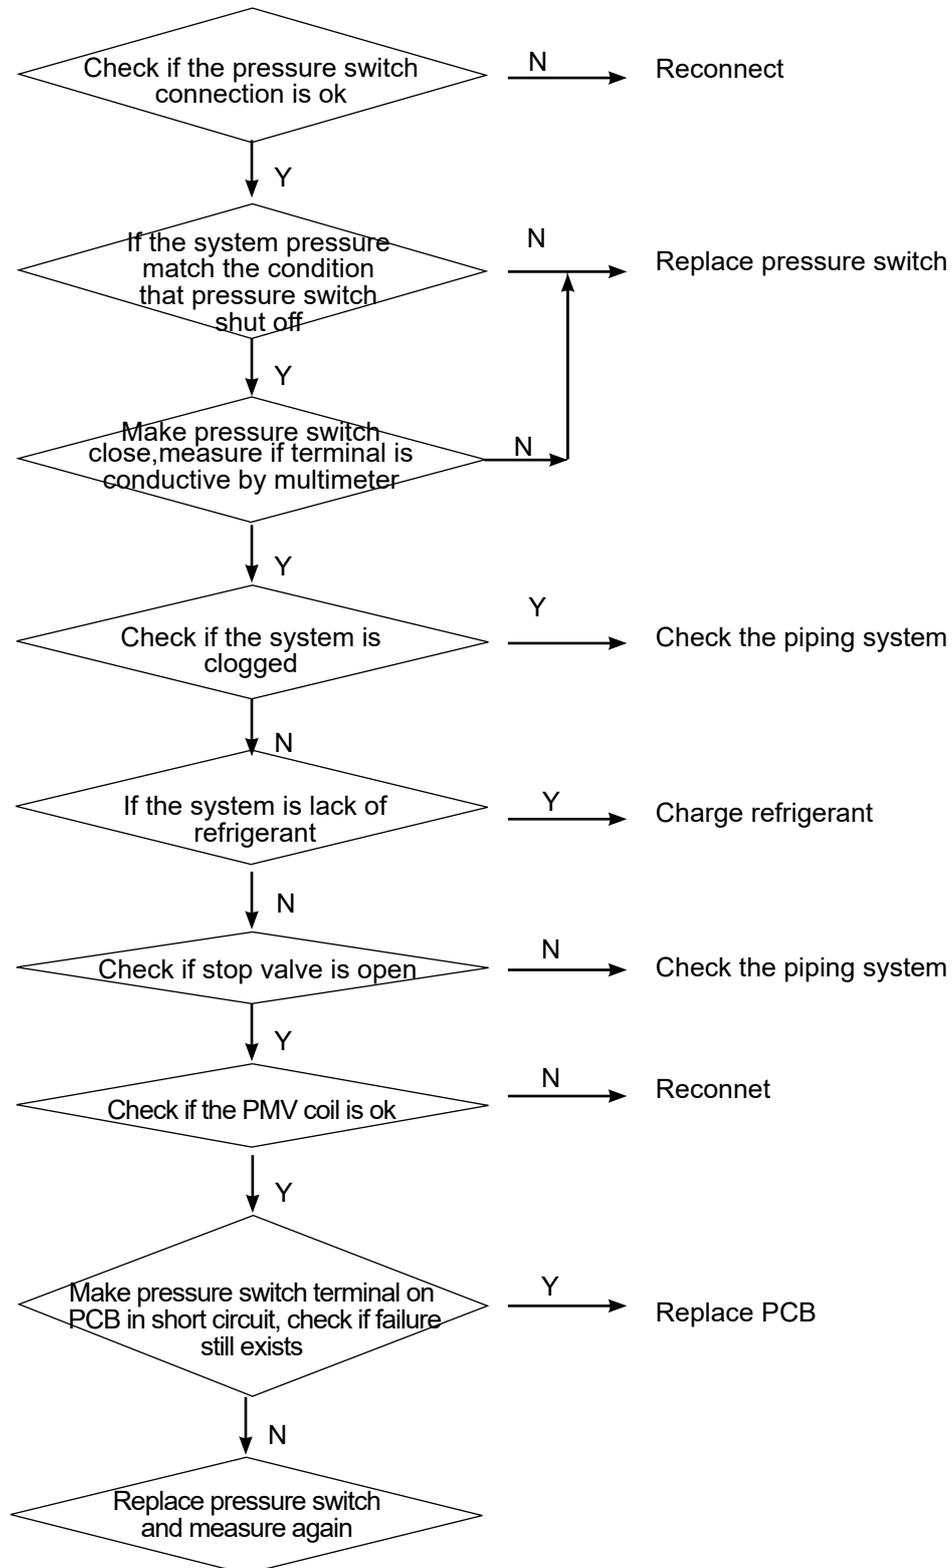 Check if the pressure switch
connection is ok
N
Reconnect
Y
If the system pressure
match the condition
that pressure switch
shut off
N
Replace pressure switch
Y
Make pressure switch
close,measure if terminal is
conductive by multimeter
N
Y
Check if the system is
clogged
Y
Check the piping system
N
If the system is lack of
refrigerant
Y
Charge refrigerant
N
Check if stop valve is open
N
Check the piping system
Y
Check if the PMV coil is ok
N
Reconnet
Y
Make pressure switch terminal on
PCB in short circuit, check if failure
still exists
Y
Replace PCB
N
Replace pressure switch
and measure again